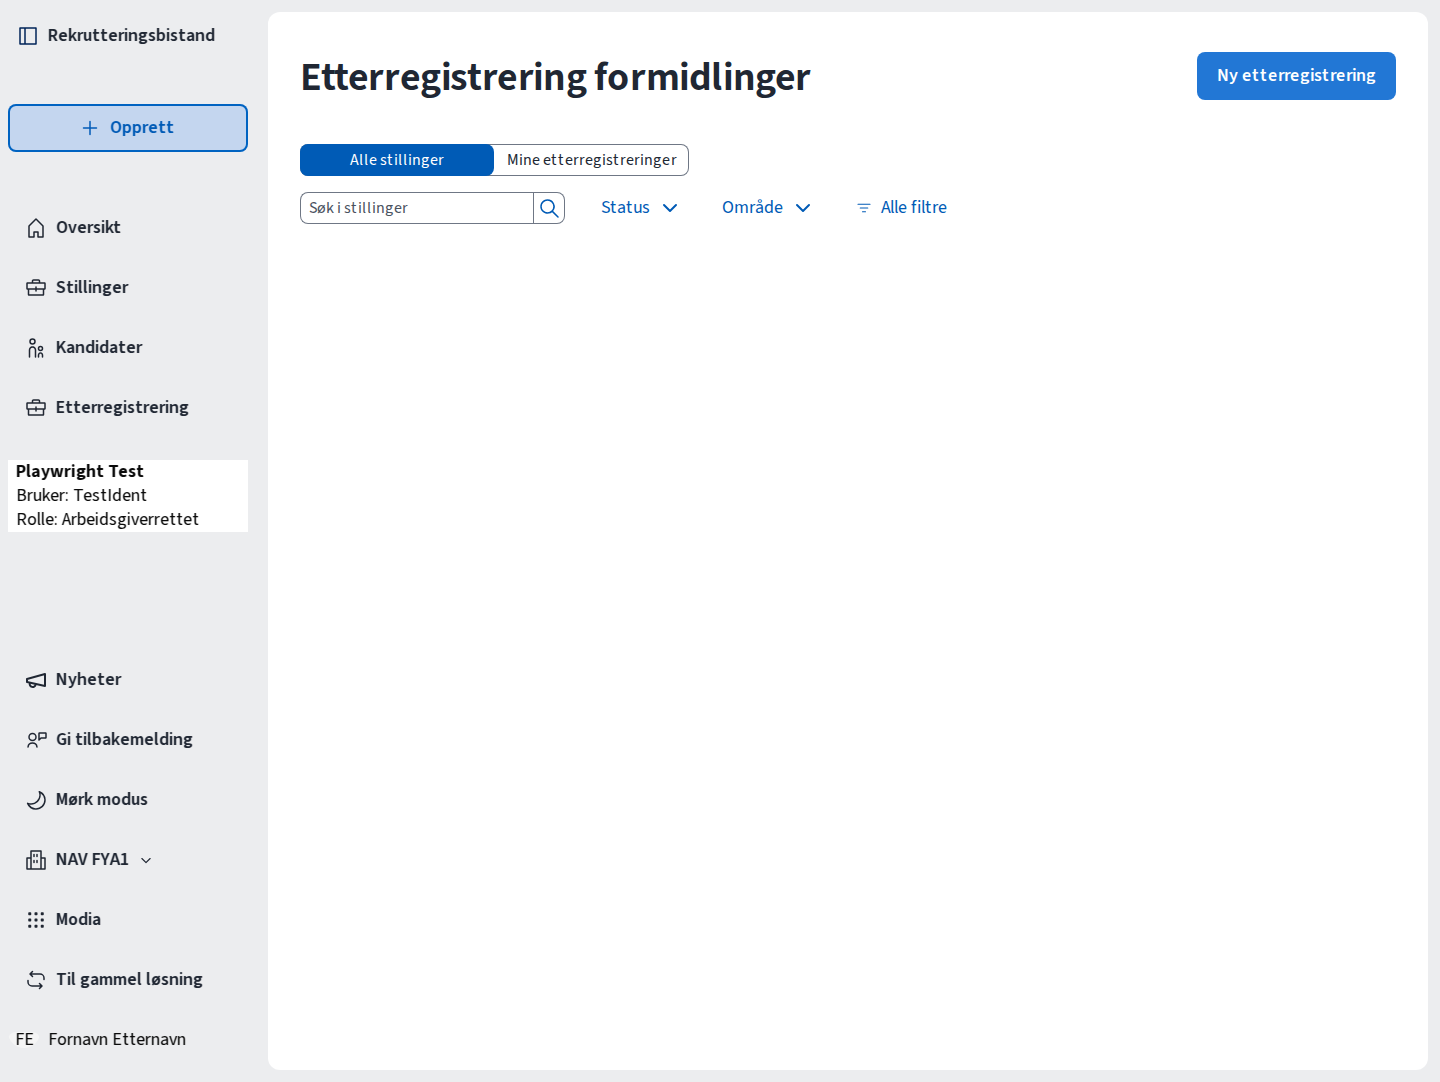 Rekrutteringsbistand
Opprett
Oversikt
Stillinger
Kandidater
Etterregistrering
Playwright Test
Bruker: TestIdent
Rolle: Arbeidsgiverrettet
Nyheter
Gi tilbakemelding
Mørk modus
NAV FYA1
Modia
Til gammel løsning
FE Fornavn Etternavn
Etterregistrering formidlinger
Ny etterregistrering
Alle stillinger Mine etterregistreringer
Søk i stillinger Status Område Alle filtre